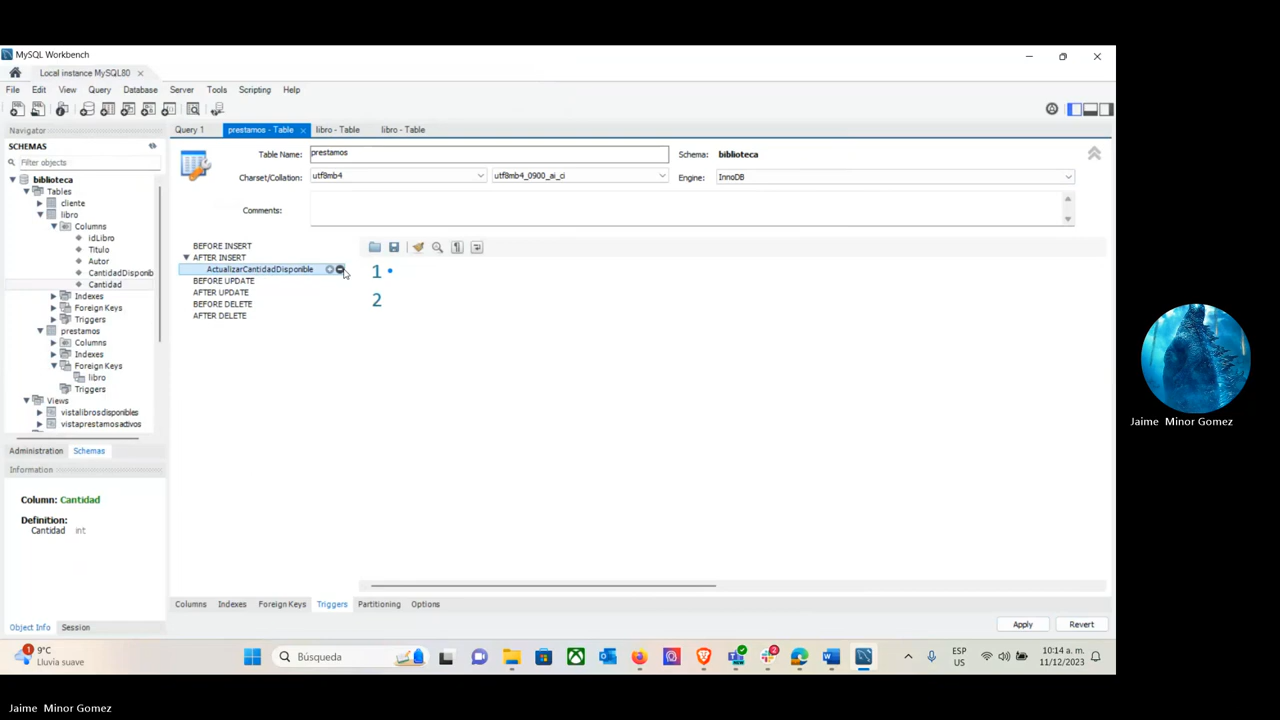 MySQL Workbench
Local instance MySQL80
File Edit View Query Database Server Tools Scripting Help
Navigator
SCHEMAS
Filter objects
biblioteca
Tables
cliente
libro
Columns
idLibro
Titulo
Autor
CantidadDisponib
Cantidad
Indexes
Foreign Keys
Triggers
prestamos
Columns
Indexes
Foreign Keys
libro
Triggers
Views
vistalibrosdisponibles
vistaprestamosactivos
Administration Schemas
Information
Column: Cantidad
Definition:
Cantidad int
Object Info Session
Query 1 prestamos - Table libro - Table libro - Table
Table Name: prestamos Schema: biblioteca
Charset/Collation: utf8mb4 utf8mb4_0900_ai_ci Engine: InnoDB
Comments:
BEFORE INSERT
AFTER INSERT
ActualizarCantidadDisponible
BEFORE UPDATE
AFTER UPDATE
BEFORE DELETE
AFTER DELETE
1
2
Columns Indexes Foreign Keys Triggers Partitioning Options
Apply Revert
1
9°C
Lluvia suave
Búsqueda
2
ESP
US
10:14 a. m.
11/12/2023
Jaime Minor Gomez
Jaime Minor Gomez